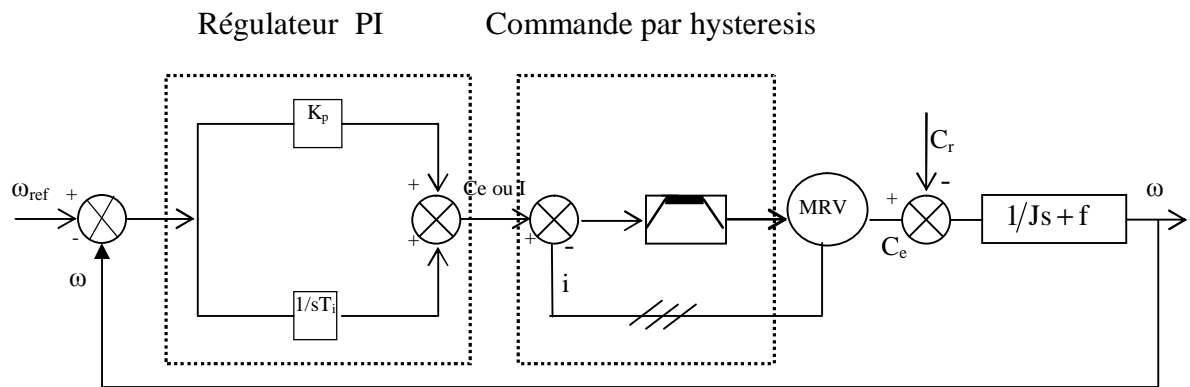 Régulateur PI
Commande par hysteresis
Kp
Cr
ωref
+
-
+
+
Ce ou I
+
-
MRV
+
-
Ce
1/Js + f
ω
ω
1/sTi
i